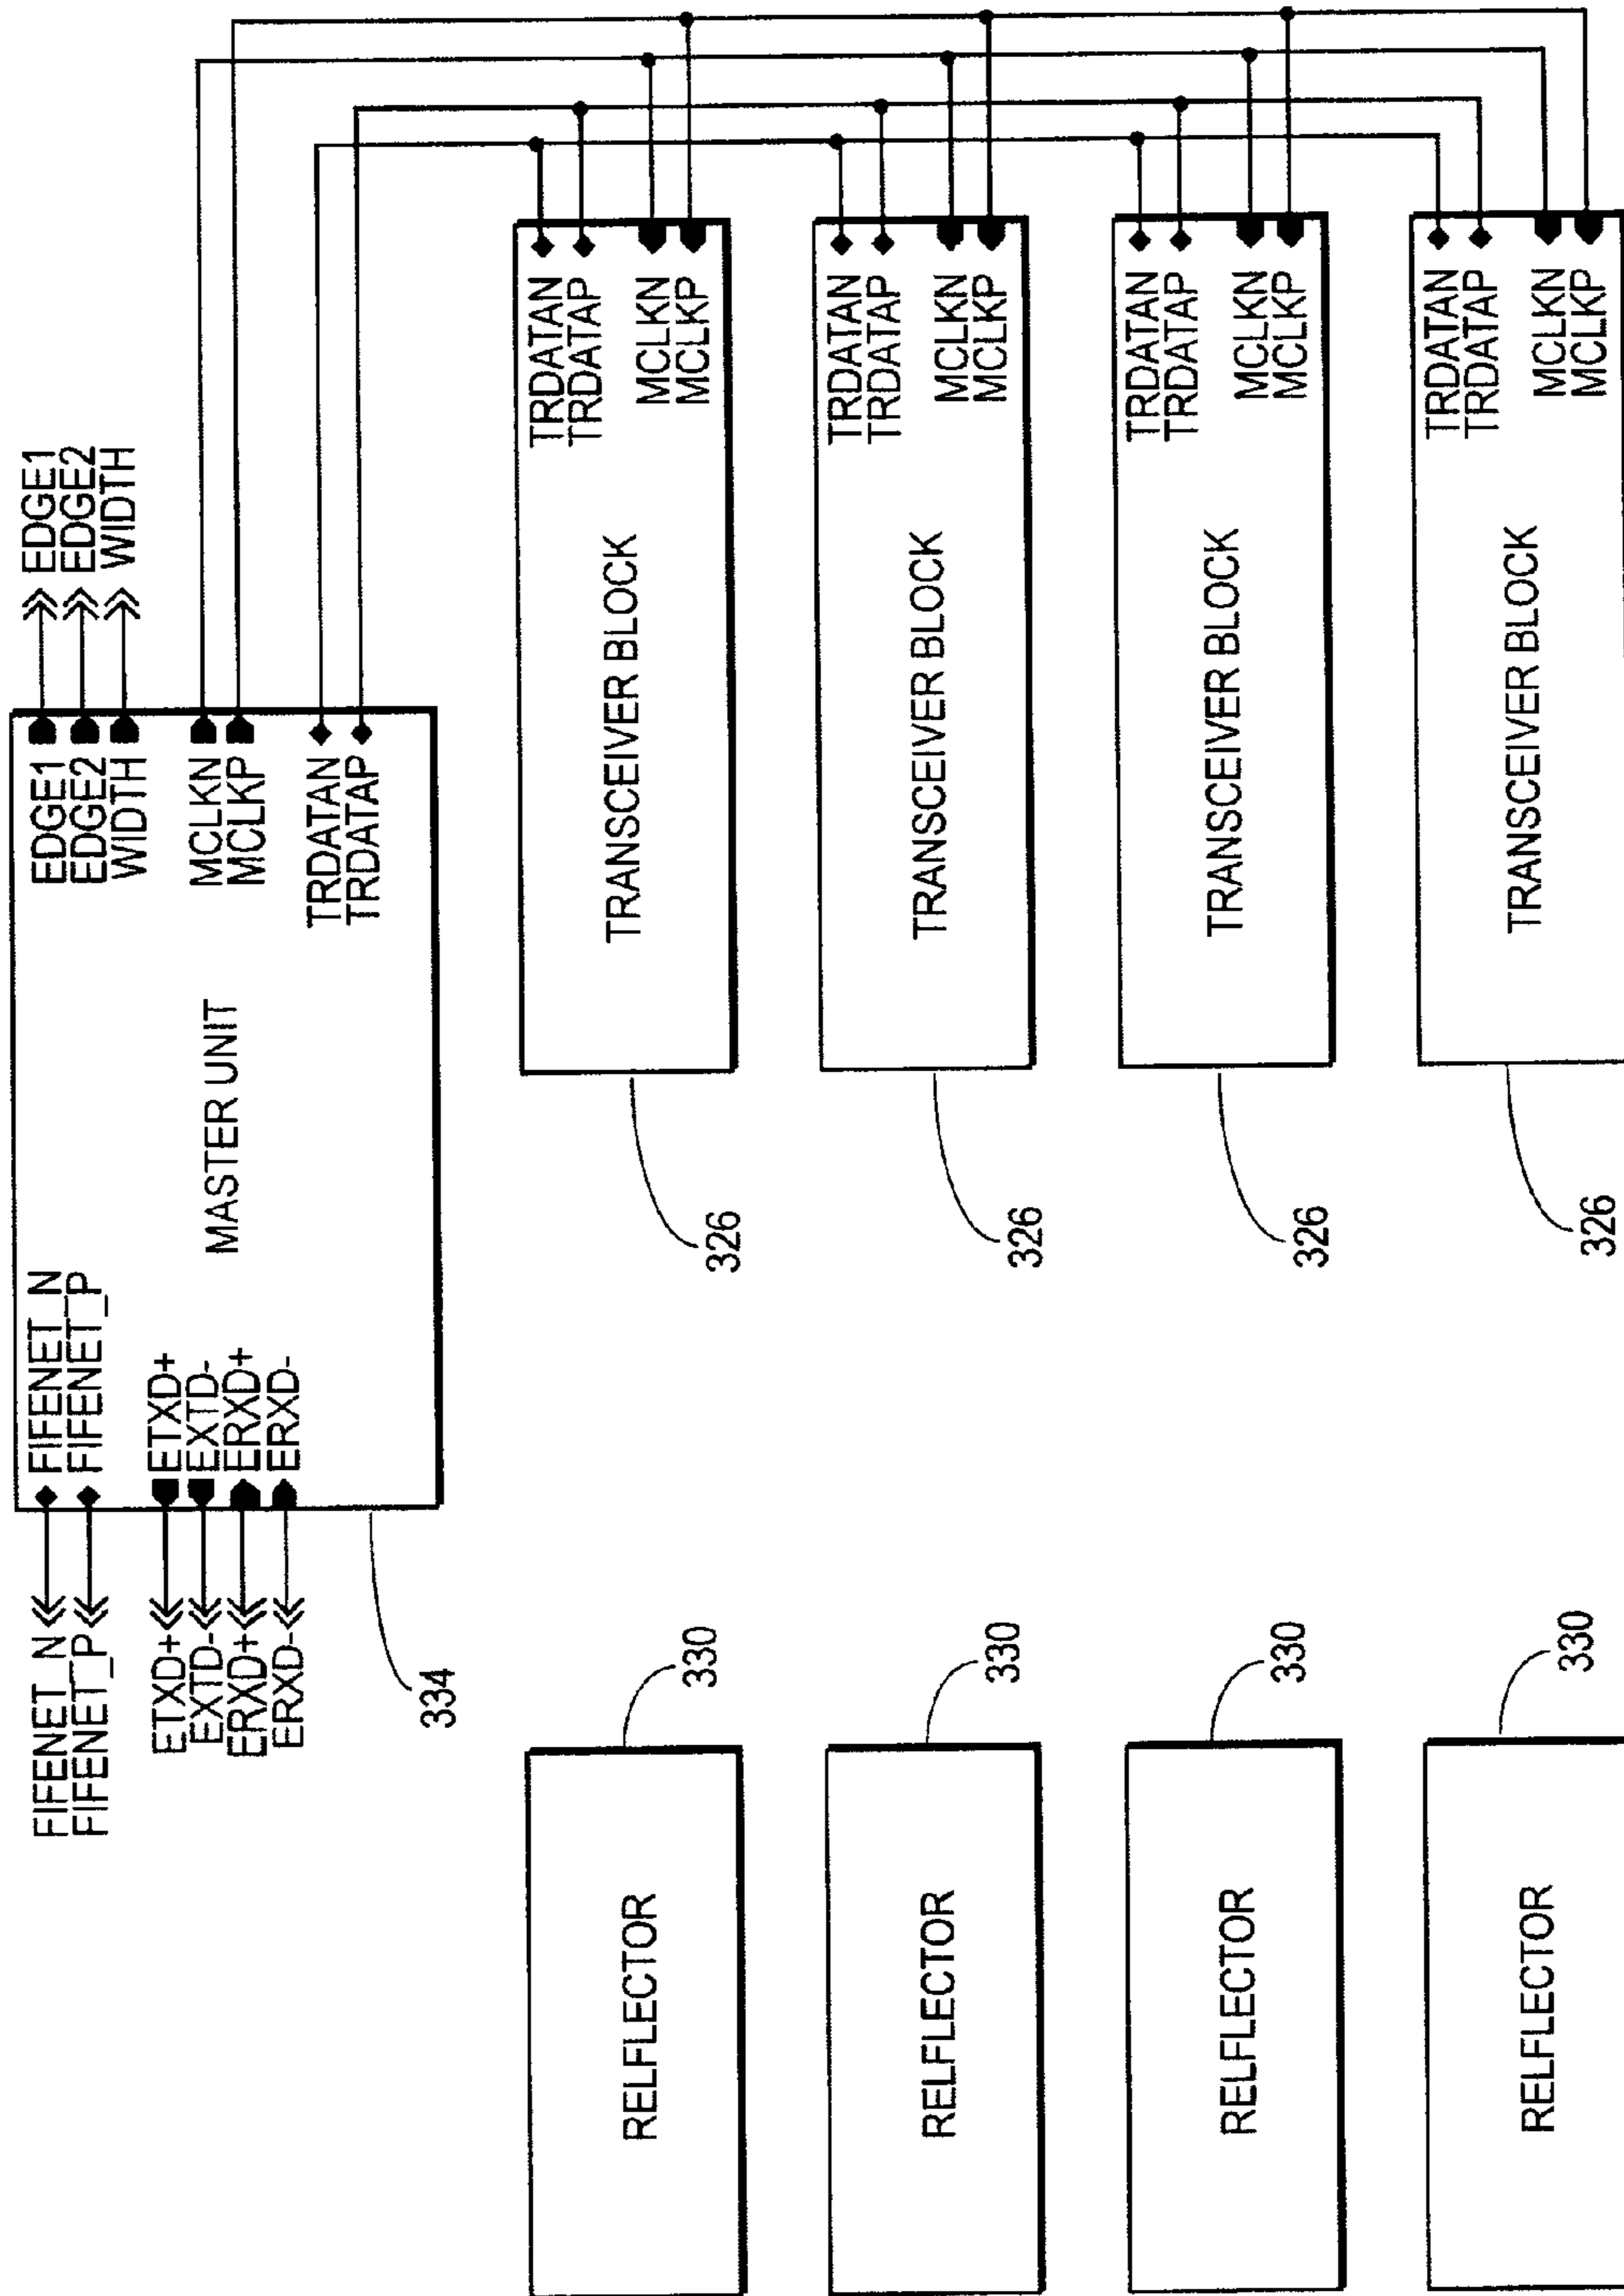 FIFENET_N
FIFENET_P
ETXD+
EXTD-
ERXD+
ERXD-
FIFENET_N
FIFENET_P
ETXD+
EXTD-
ERXD+
ERXD-
MASTER UNIT
EDGE1
EDGE2
WIDTH
MCLKN
MCLKP
TRDATAN
TRDATAP
EDGE1
EDGE2
WIDTH
334
RELFLECTOR
330
326
TRANSCEIVER BLOCK
TRDATAN
TRDATAP
MCLKN
MCLKP
RELFLECTOR
330
326
TRANSCEIVER BLOCK
TRDATAN
TRDATAP
MCLKN
MCLKP
RELFLECTOR
330
326
TRANSCEIVER BLOCK
TRDATAN
TRDATAP
MCLKN
MCLKP
RELFLECTOR
330
326
TRANSCEIVER BLOCK
TRDATAN
TRDATAP
MCLKN
MCLKP